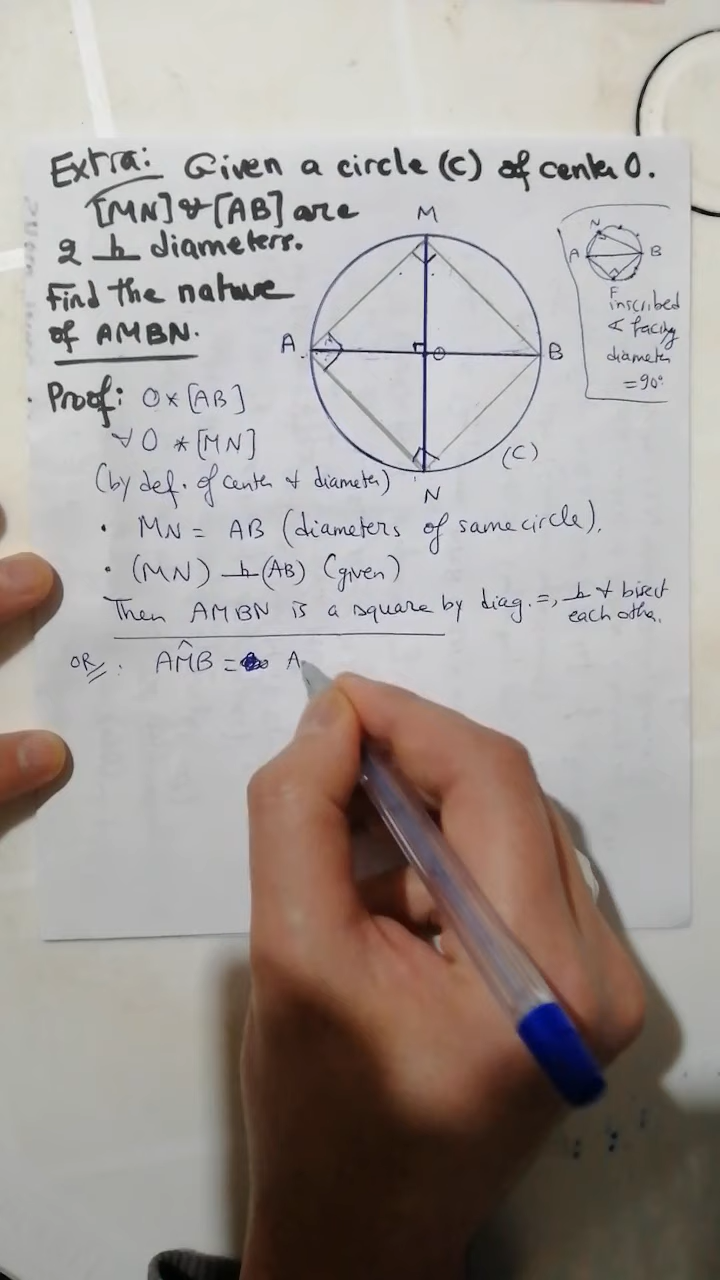 Extra: Given a circle (C) of center O.
[MN] & [AB] are
2 ⊥ diameters.
Find the nature
of AMBN.
M
A
B
O
N
(C)
N
A
B
F
inscribed
∢ facing
diameter
= 90°
Proof: O * [AB]
& O * [MN]
(by def. of center & diameter)
• MN = AB (diameters of same circle).
• (MN) ⊥ (AB) (given)
Then AMBN is a square by diag. =, ⊥ & bisect
each other.
OR: AM̂B = A